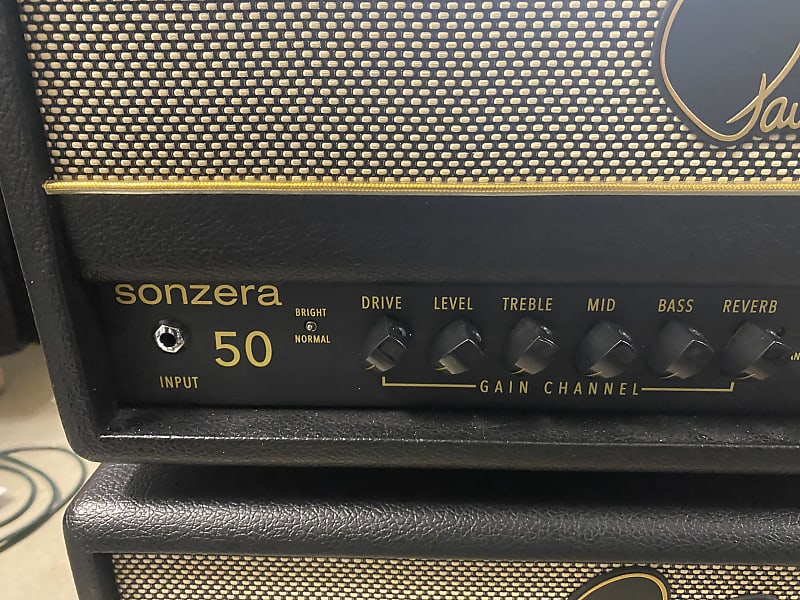 sonzera
50
INPUT
BRIGHT
NORMAL
DRIVE LEVEL TREBLE MID BASS REVERB
GAIN CHANNEL